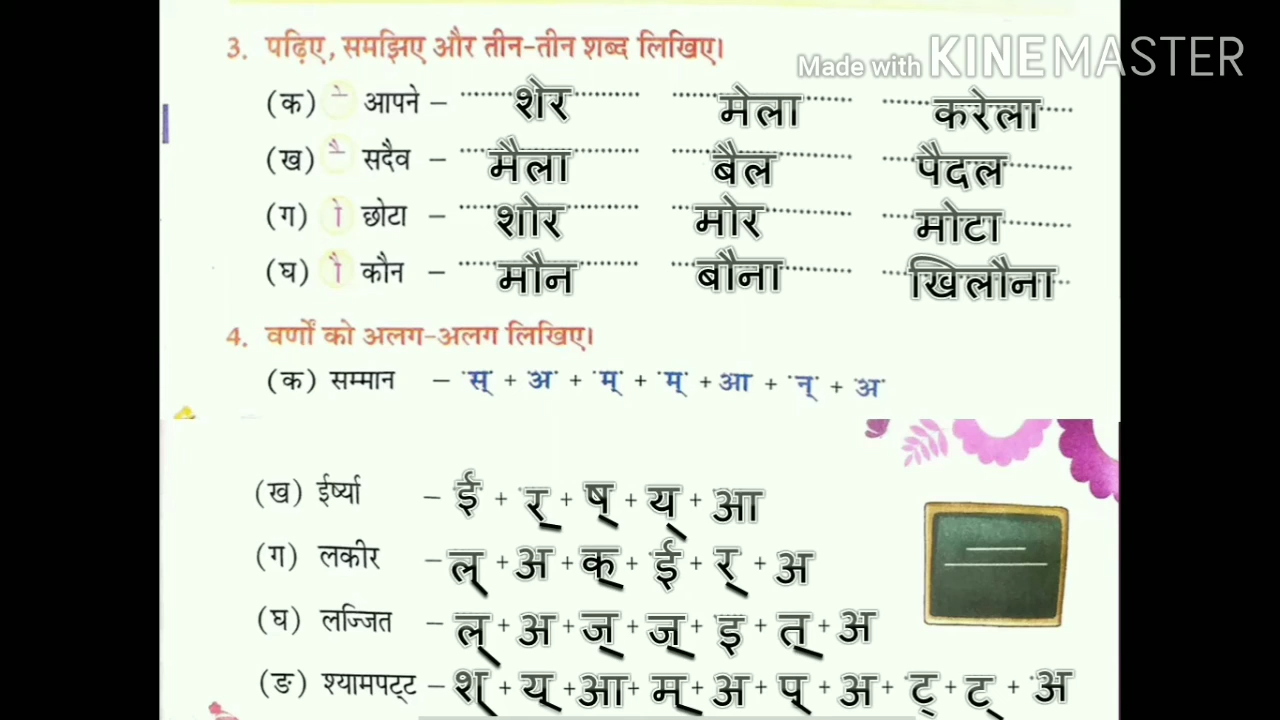 Made with KINEMASTER
3. पढ़िए, समझिए और तीन-तीन शब्द लिखिए।
(क) े आपने – शेर मेला करेला
(ख) ै सदैव – मैला बैल पैदल
(ग) ो छोटा – शोर मोर मोटा
(घ) ौ कौन – मौन बौना खिलौना
4. वर्णों को अलग-अलग लिखिए।
(क) सम्मान – स् + अ + म् + म् + आ + न् + अ
(ख) ईर्ष्या – ई + र् + ष् + य् + आ
(ग) लकीर – ल् + अ + क् + ई + र् + अ
(घ) लज्जित – ल् + अ + ज् + ज् + इ + त् + अ
(ङ) श्यामपट्ट – श् + य् + आ + म् + अ + प् + अ + ट् + ट् + अ